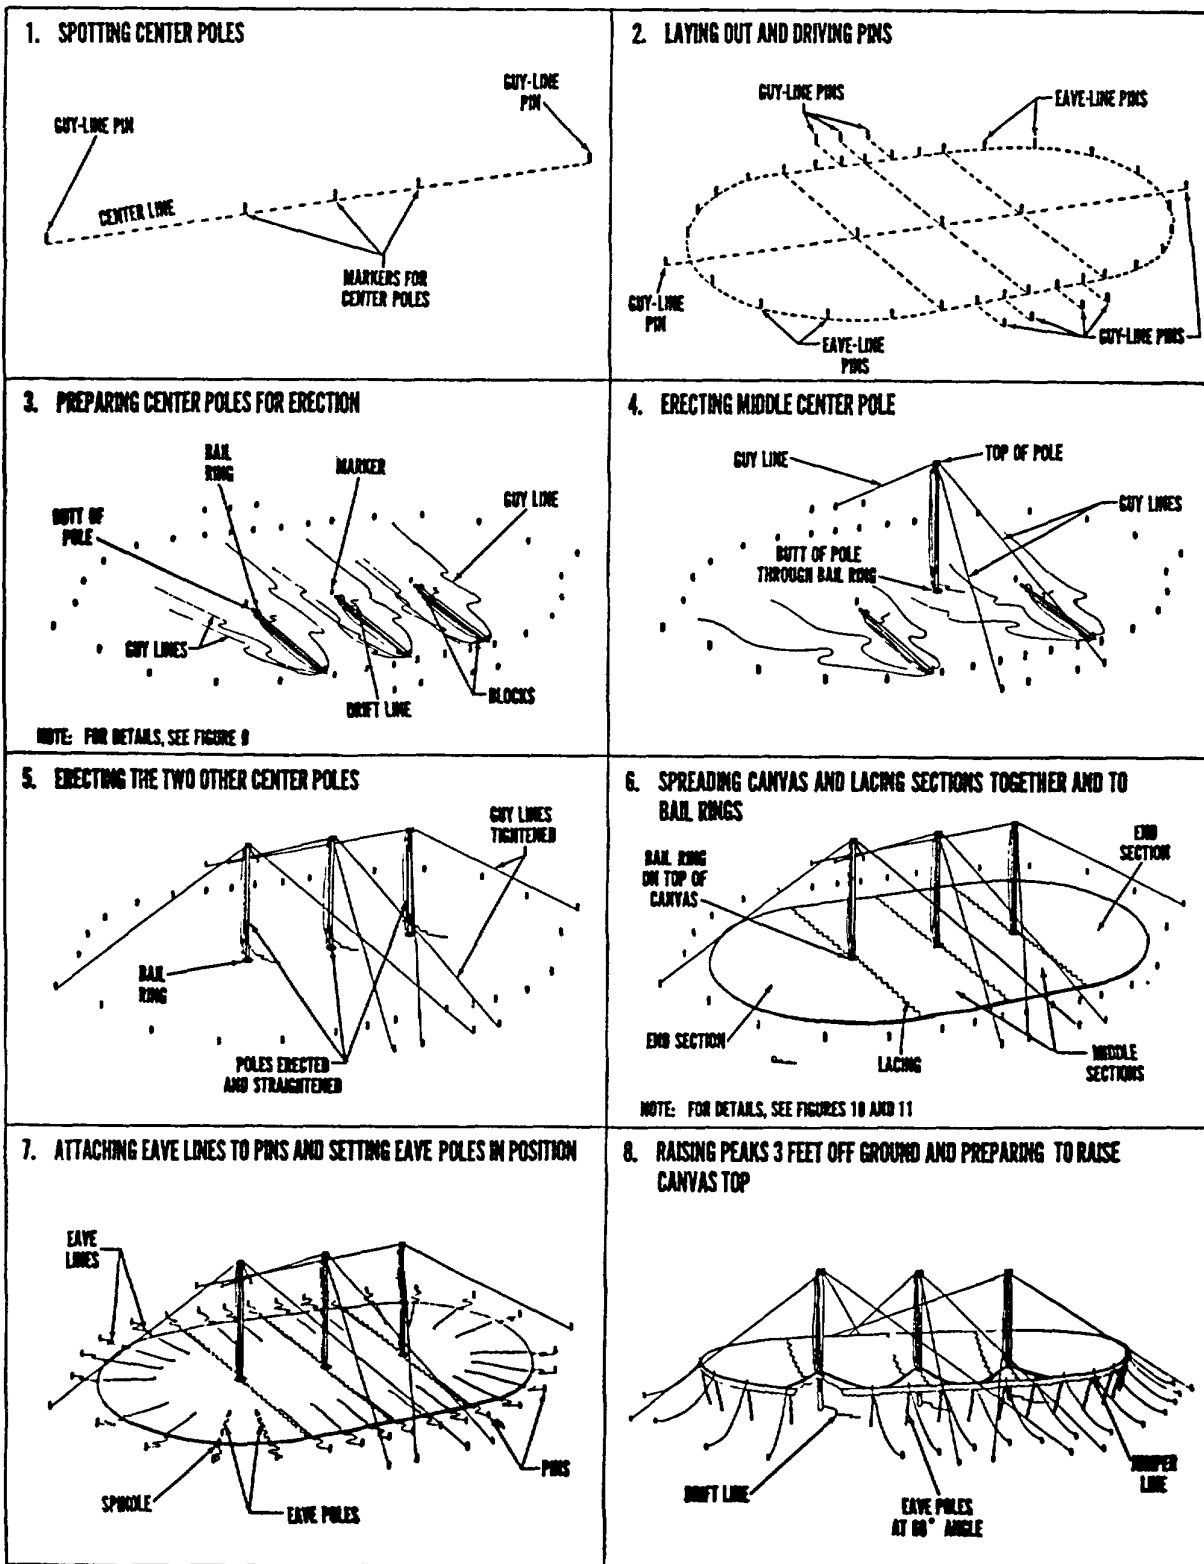 1. SPOTTING CENTER POLES
GUY-LINE PIN
GUY-LINE
PIN
CENTER LINE
MARKERS FOR
CENTER POLES
2. LAYING OUT AND DRIVING PINS
GUY-LINE PINS
EAVE-LINE PINS
GUY-LINE
PIN
EAVE-LINE
PINS
GUY-LINE PINS
3. PREPARING CENTER POLES FOR ERECTION
BAIL
RING
MARKER
GUY LINE
BUTT OF
POLE
GUY LINES
DRIFT LINE
BLOCKS
NOTE: FOR DETAILS, SEE FIGURE 9
4. ERECTING MIDDLE CENTER POLE
GUY LINE
TOP OF POLE
GUY LINES
BUTT OF POLE
THROUGH BAIL RING
5. ERECTING THE TWO OTHER CENTER POLES
GUY LINES
TIGHTENED
BAIL
RING
POLES ERECTED
AND STRAIGHTENED
6. SPREADING CANVAS AND LACING SECTIONS TOGETHER AND TO
BAIL RINGS
BAIL RING
ON TOP OF
CANVAS
END
SECTION
END SECTION
LACING
MIDDLE
SECTIONS
NOTE: FOR DETAILS, SEE FIGURES 10 AND 11
7. ATTACHING EAVE LINES TO PINS AND SETTING EAVE POLES IN POSITION
EAVE
LINES
SPINDLE
EAVE POLES
PINS
8. RAISING PEAKS 3 FEET OFF GROUND AND PREPARING TO RAISE
CANVAS TOP
DRIFT LINE
EAVE POLES
AT 60° ANGLE
JUMPER
LINE